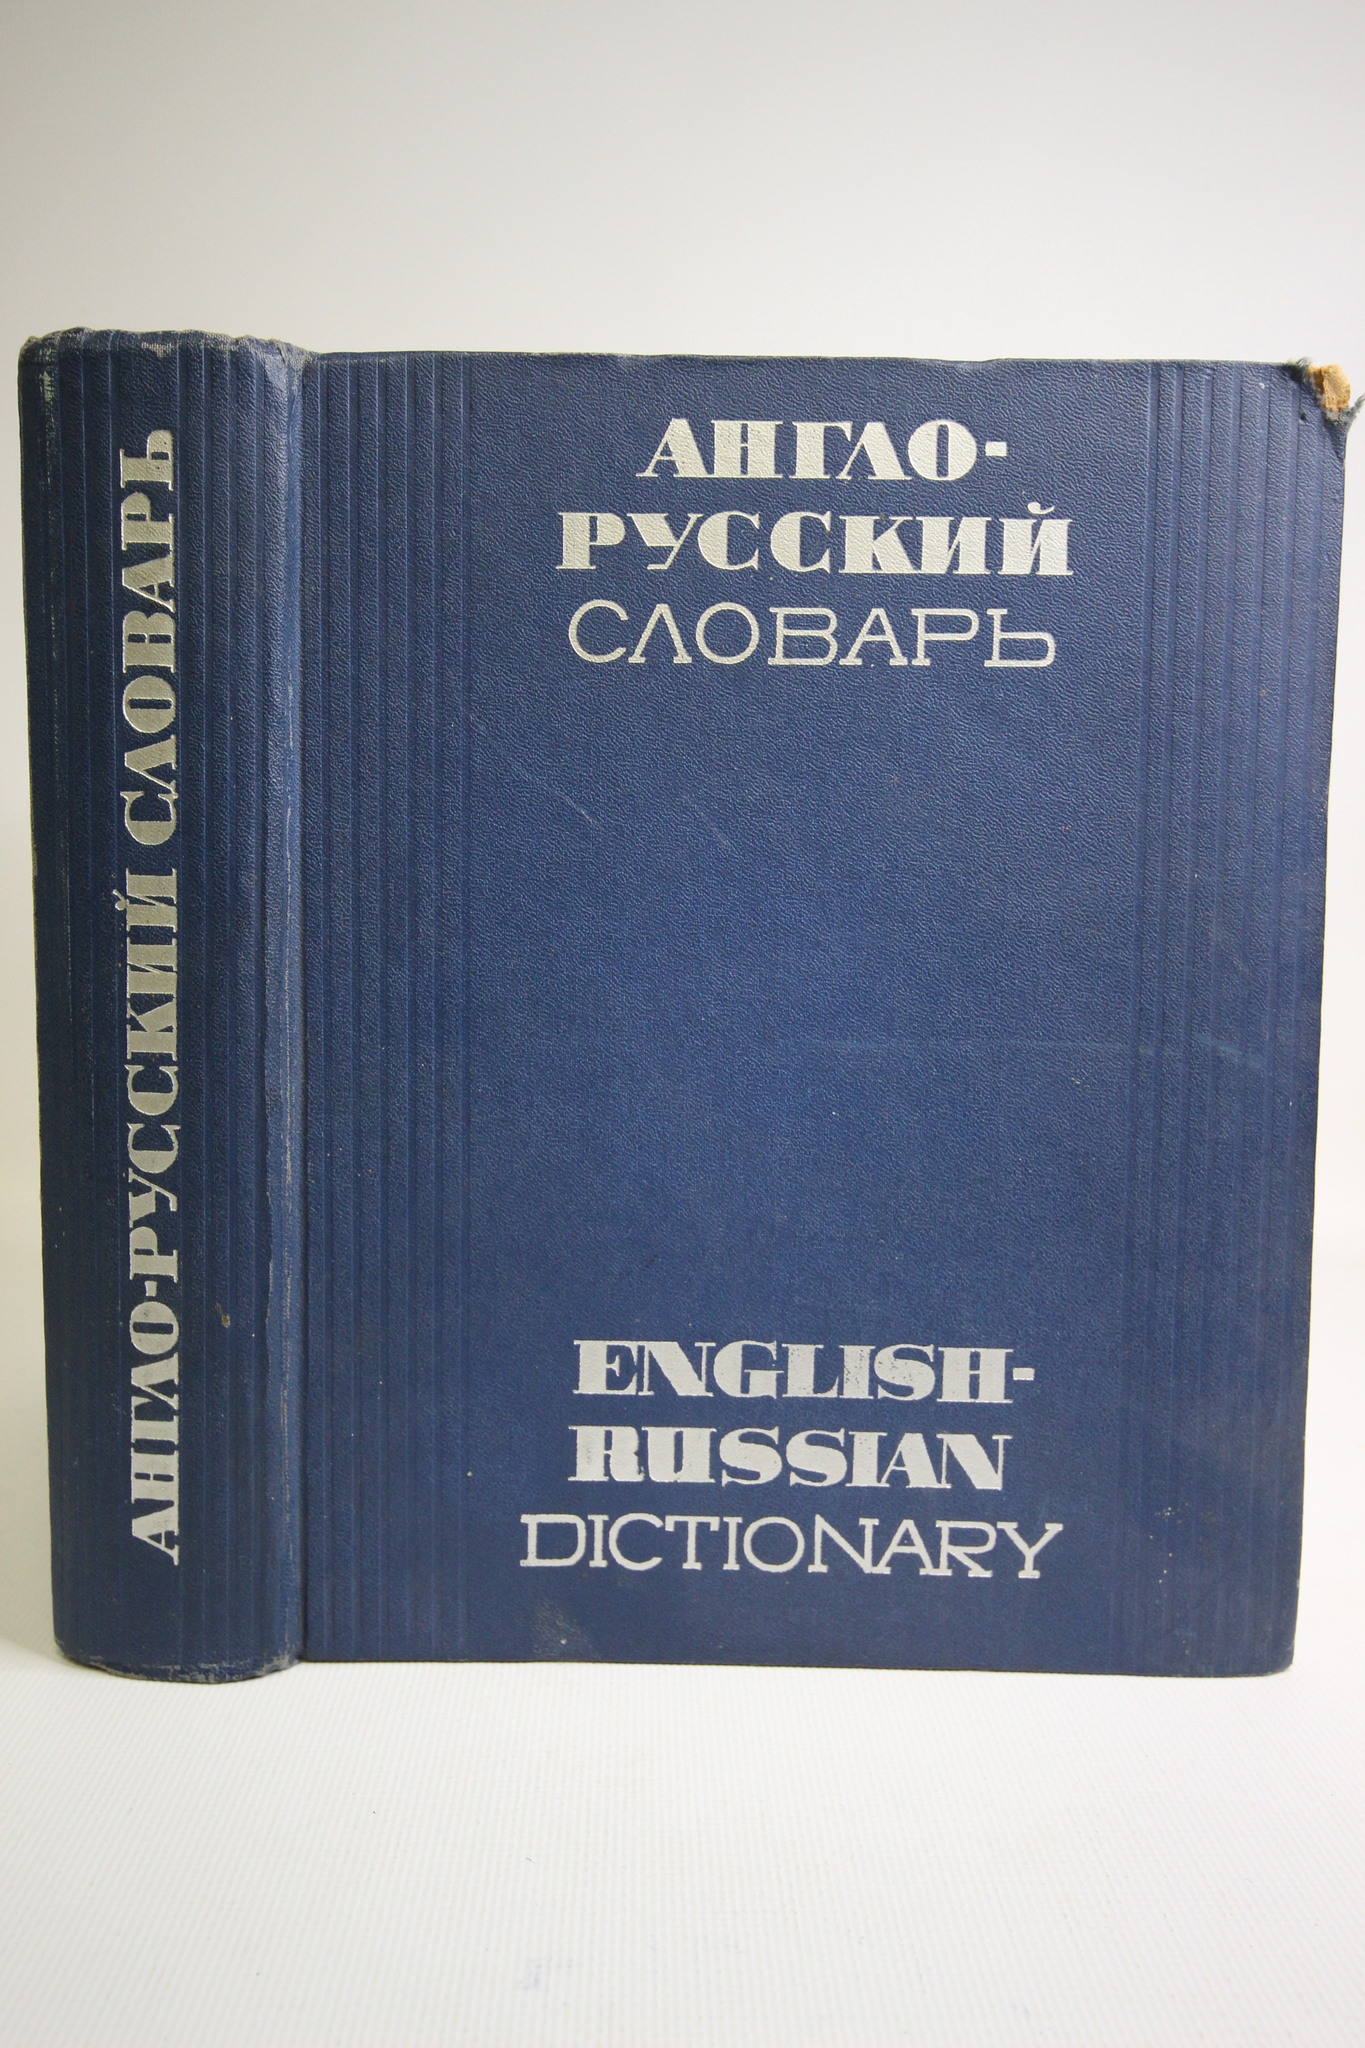 АНГЛО-РУССКИЙ СЛОВАРЬ
АНГЛО-
РУССКИЙ
СЛОВАРЬ
ENGLISH-
RUSSIAN
DICTIONARY